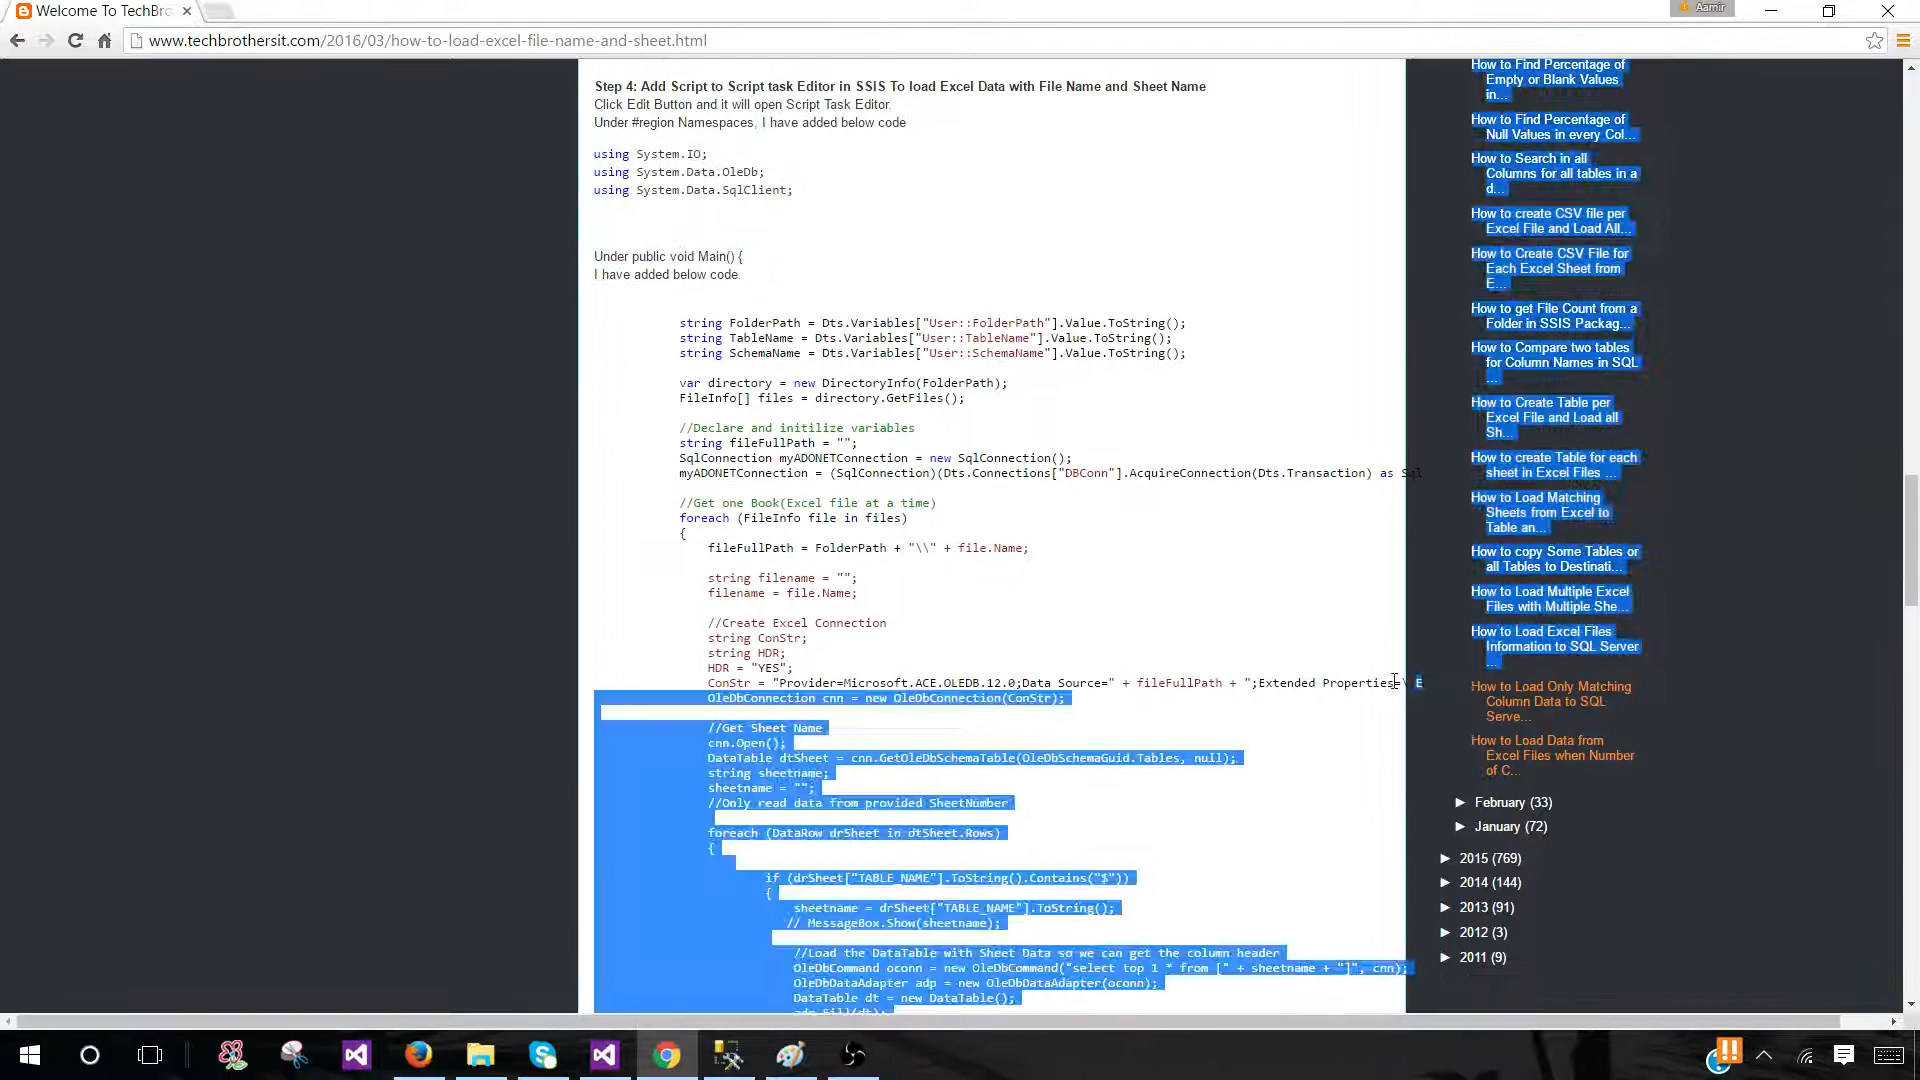 Welcome To TechBro
Aamir
www.techbrothersit.com/2016/03/how-to-load-excel-file-name-and-sheet.html
Step 4: Add Script to Script task Editor in SSIS To load Excel Data with File Name and Sheet Name
Click Edit Button and it will open Script Task Editor.
Under #region Namespaces, I have added below code
using System.IO;
using System.Data.OleDb;
using System.Data.SqlClient;
Under public void Main() {
I have added below code.
string FolderPath = Dts.Variables["User::FolderPath"].Value.ToString();
string TableName = Dts.Variables["User::TableName"].Value.ToString();
string SchemaName = Dts.Variables["User::SchemaName"].Value.ToString();
var directory = new DirectoryInfo(FolderPath);
FileInfo[] files = directory.GetFiles();
//Declare and initilize variables
string fileFullPath = "";
SqlConnection myADONETConnection = new SqlConnection();
myADONETConnection = (SqlConnection)(Dts.Connections["DBConn"].AcquireConnection(Dts.Transaction) as Sql
//Get one Book(Excel file at a time)
foreach (FileInfo file in files)
{
fileFullPath = FolderPath + "\\" + file.Name;
string filename = "";
filename = file.Name;
//Create Excel Connection
string ConStr;
string HDR;
HDR = "YES";
ConStr = "Provider=Microsoft.ACE.OLEDB.12.0;Data Source=" + fileFullPath + ";Extended Properties=\"E
OleDbConnection cnn = new OleDbConnection(ConStr);
//Get Sheet Name
cnn.Open();
DataTable dtSheet = cnn.GetOleDbSchemaTable(OleDbSchemaGuid.Tables, null);
string sheetname;
sheetname = "";
//Only read data from provided SheetNumber
foreach (DataRow drSheet in dtSheet.Rows)
{
if (drSheet["TABLE_NAME"].ToString().Contains("$"))
{
sheetname = drSheet["TABLE_NAME"].ToString();
// MessageBox.Show(sheetname);
//Load the DataTable with Sheet Data so we can get the column header
OleDbCommand oconn = new OleDbCommand("select top 1 * from [" + sheetname + "]", cnn);
OleDbDataAdapter adp = new OleDbDataAdapter(oconn);
DataTable dt = new DataTable();
adp.Fill(dt);
How to Find Percentage of
Empty or Blank Values
in...
How to Find Percentage of
Null Values in every Col...
How to Search in all
Columns for all tables in a
d...
How to create CSV file per
Excel File and Load All...
How to Create CSV File for
Each Excel Sheet from
E...
How to get File Count from a
Folder in SSIS Packag...
How to Compare two tables
for Column Names in SQL
...
How to Create Table per
Excel File and Load all
Sh...
How to create Table for each
sheet in Excel Files ...
How to Load Matching
Sheets from Excel to
Table an...
How to copy Some Tables or
all Tables to Destinati...
How to Load Multiple Excel
Files with Multiple She...
How to Load Excel Files
Information to SQL Server
...
How to Load Only Matching
Column Data to SQL
Serve...
How to Load Data from
Excel Files when Number
of C...
► February (33)
► January (72)
► 2015 (769)
► 2014 (144)
► 2013 (91)
► 2012 (3)
► 2011 (9)